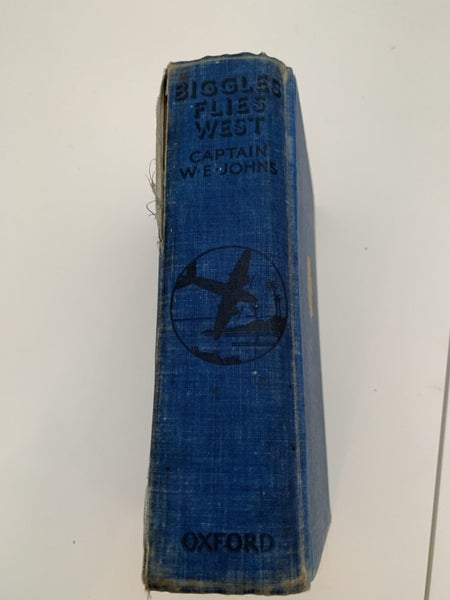 BIGGLES
FLIES
WEST
CAPTAIN
W·E·JOHNS
OXFORD